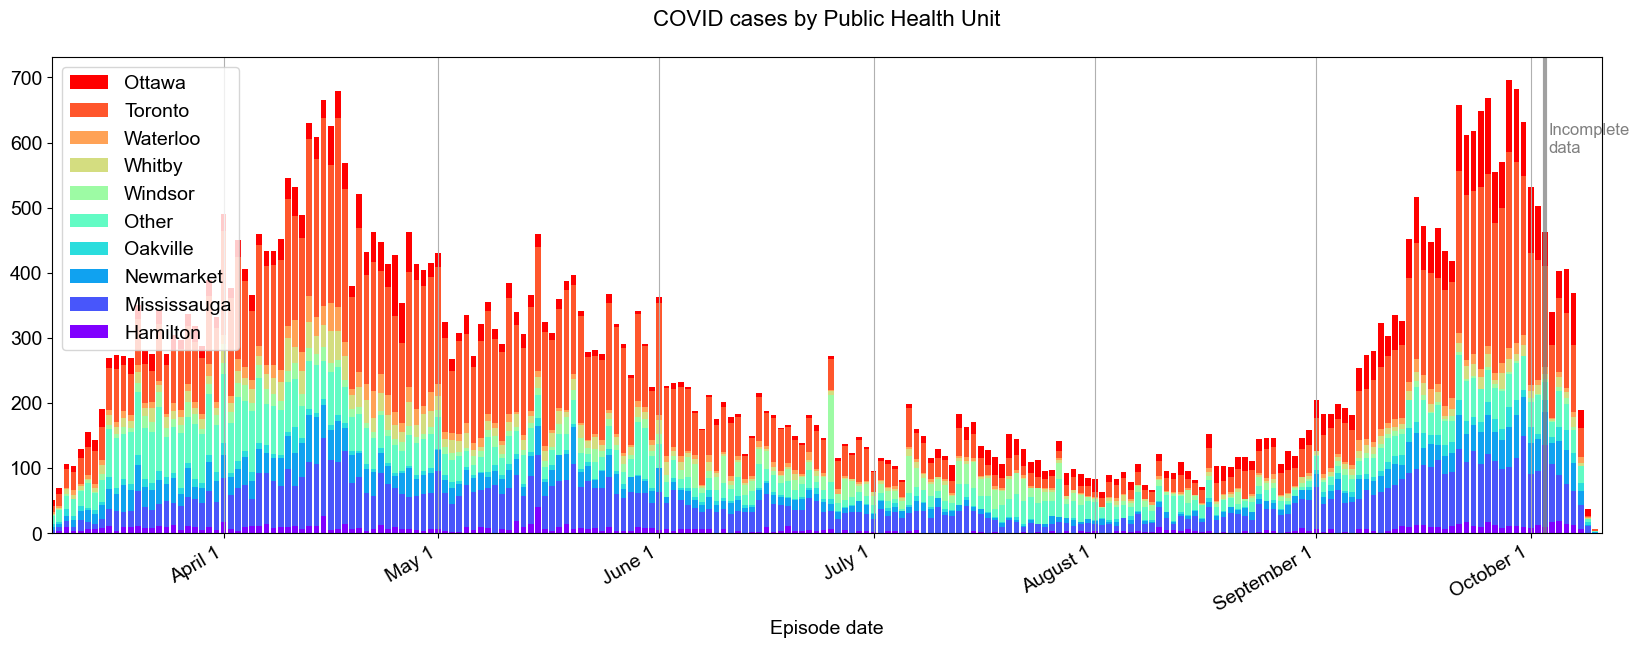 COVID cases by Public Health Unit
700
600
500
400
300
200
100
0
Ottawa
Toronto
Waterloo
Whitby
Windsor
Other
Oakville
Newmarket
Mississauga
Hamilton
Incomplete
data
April 1
May 1
June 1
July 1
August 1
September 1
October 1
Episode date